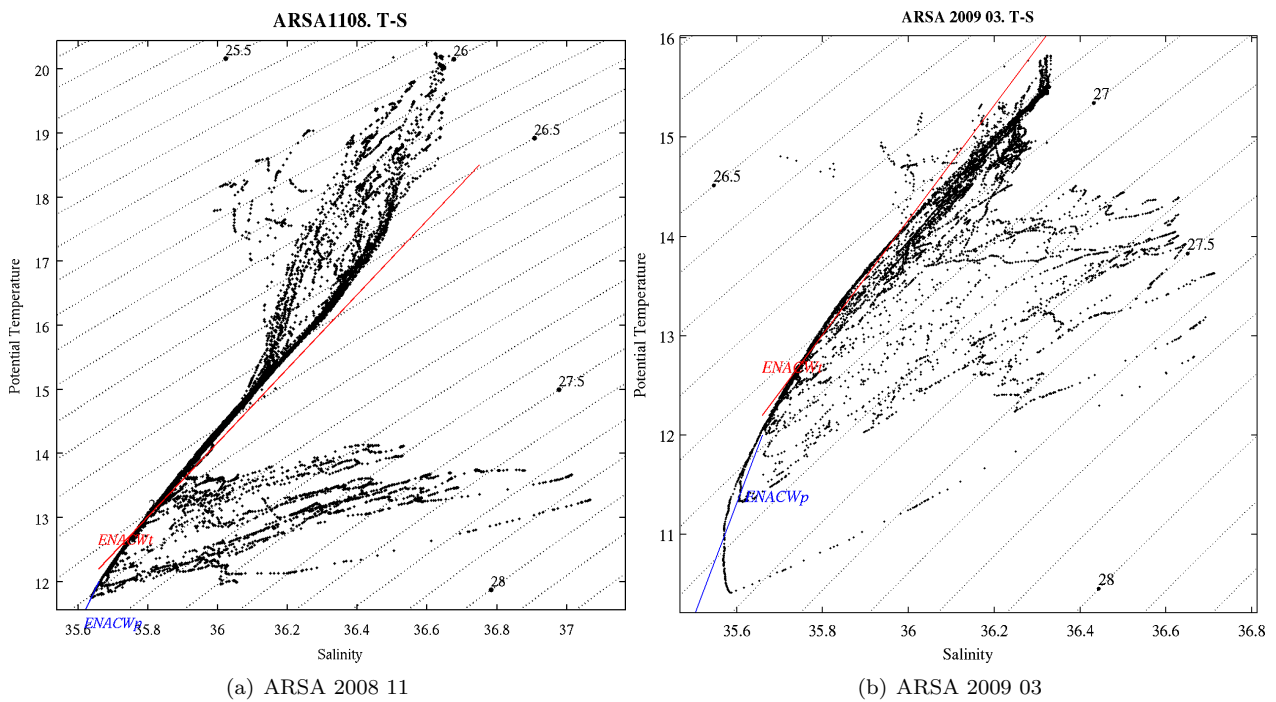 ARSA1108. T-S
25.5
26
26.5
27.5
28
20
19
18
17
16
15
14
13
12
Potential Temperature
ENACWt
ENACWp
35.6 35.8 36 36.2 36.4 36.6 36.8 37
Salinity
(a) ARSA 2008 11
ARSA 2009 03. T-S
27
26.5
27.5
28
16
15
14
13
12
11
Potential Temperature
ENACWt
ENACWp
35.6 35.8 36 36.2 36.4 36.6 36.8
Salinity
(b) ARSA 2009 03